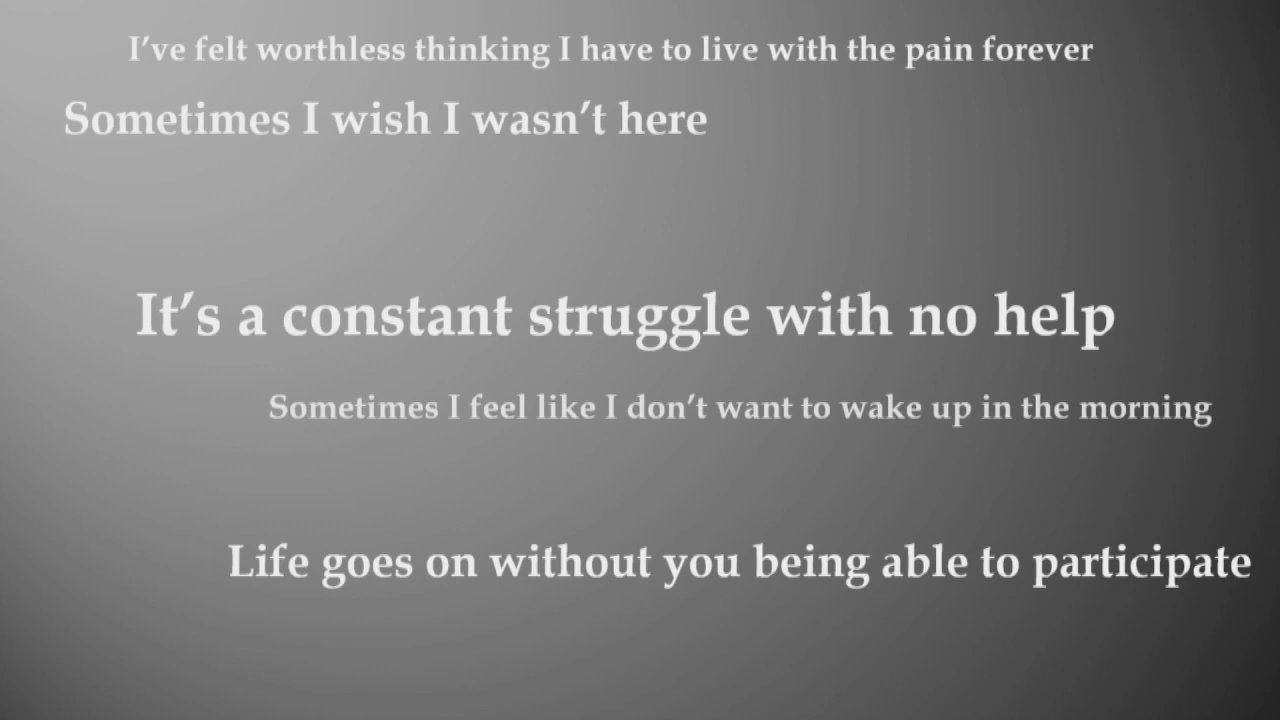 I’ve felt worthless thinking I have to live with the pain forever
Sometimes I wish I wasn’t here
It’s a constant struggle with no help
Sometimes I feel like I don’t want to wake up in the morning
Life goes on without you being able to participate